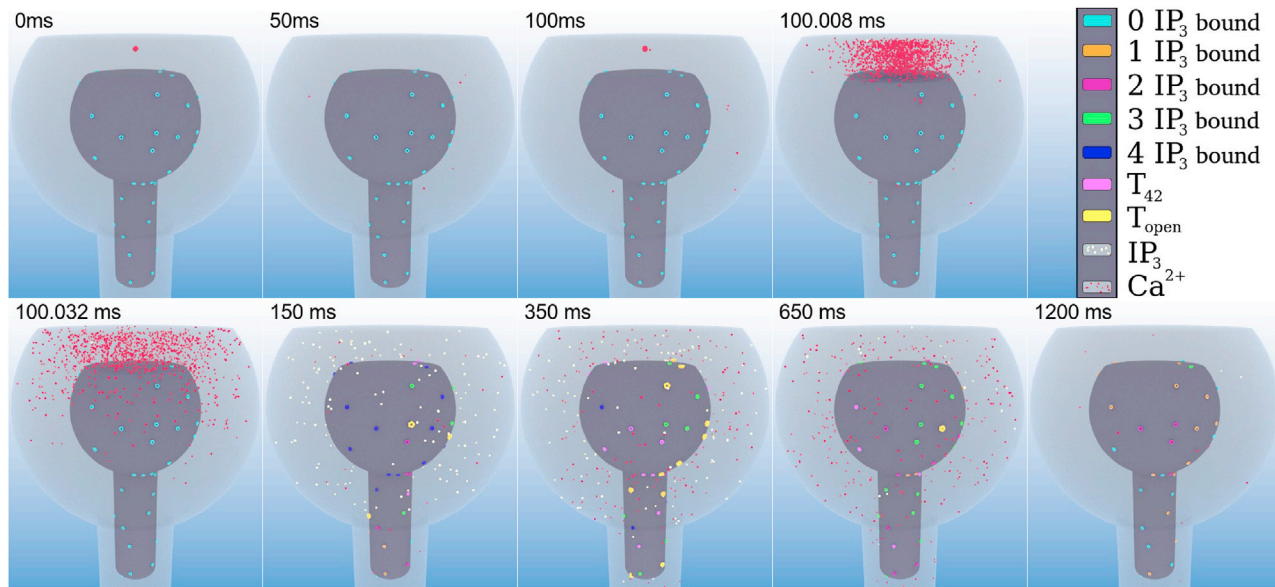 0ms
50ms
100ms
100.008 ms
0 IP₃ bound
1 IP₃ bound
2 IP₃ bound
3 IP₃ bound
4 IP₃ bound
T₄₂
Tₒₚₑₙ
IP₃
Ca²⁺
100.032 ms
150 ms
350 ms
650 ms
1200 ms